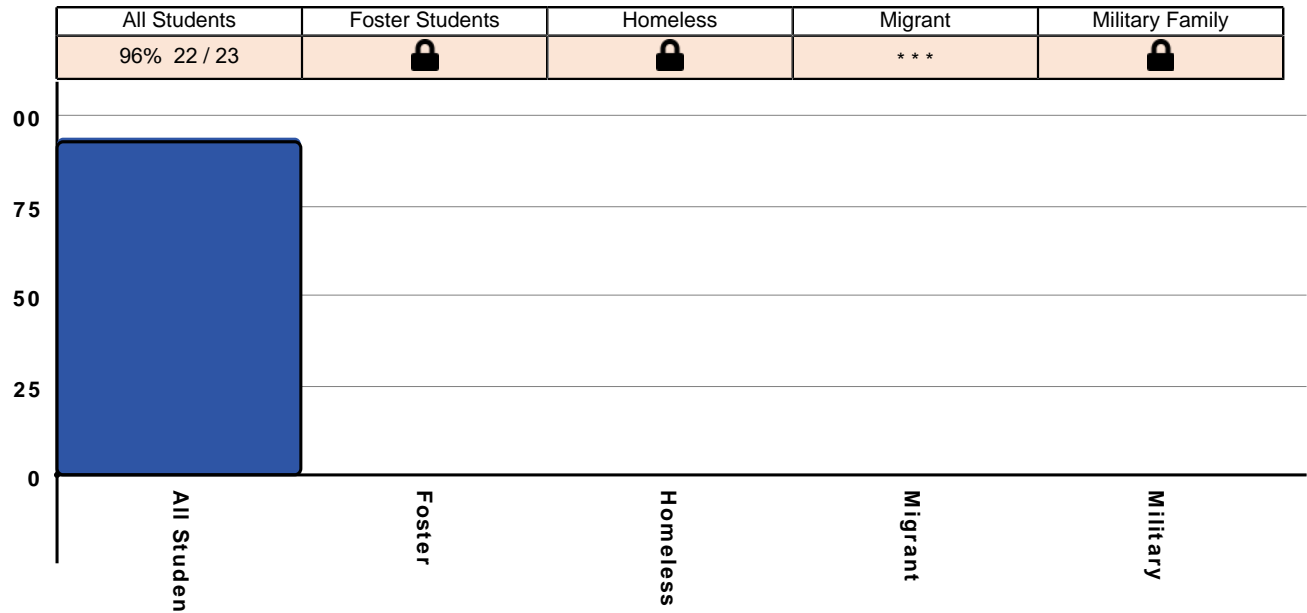 All Students Foster Students Homeless Migrant Military Family
96% 22 / 23 * * *
00
75
50
25
0
All Studen
Foster
Homeless
Migrant
Military